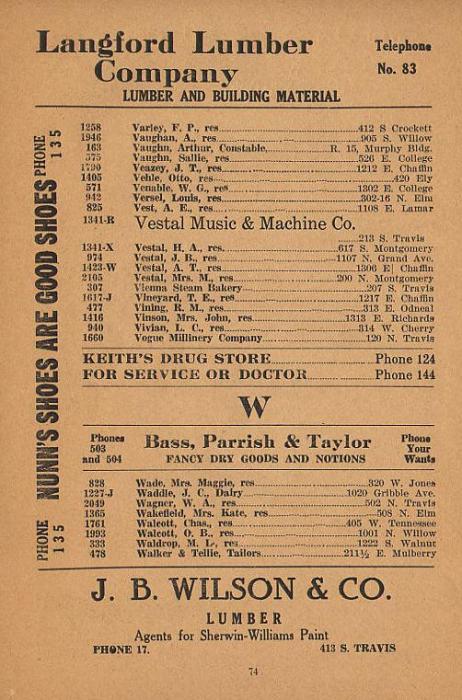 Langford Lumber Company
Telephone No. 83
LUMBER AND BUILDING MATERIAL
PHONE 135 NUNN'S SHOES ARE GOOD SHOES PHONE 135
1258 Varley, F. P., res. 412 S Crockett
1946 Vaughan, A., res. 905 S. Willow
163 Vaughn, Arthur, Constable, R. 15, Murphy Bldg.
575 Vaughn, Sallie, res. 526 E. College
1790 Veazey, J. T., res. 1212 E. Chaffin
1405 Vehle, Otto, res. 420 Ely
571 Venable, W. G., res. 1302 E. College
942 Versel, Louis, res. 302-16 N. Elm
825 Vest, A. E., res. 1108 E. Lamar
1341-R Vestal Music & Machine Co.
213 S. Travis
1341-X Vestal, H. A., res. 617 S. Montgomery
974 Vestal, J. B., res. 1107 N. Grand Ave.
1423-W Vestal, A. T., res. 1306 E Chaffin
2105 Vestal, Mrs. M., res. 200 N. Montgomery
307 Vienna Steam Bakery 207 S. Travis
1617-J Vineyard, T. E., res. 1217 E. Chaffin
477 Vining, R. M., res. 313 E. Odneal
1416 Vinson, Mrs. John, res. 1313 E. Richards
940 Vivian, L. C., res. 314 W. Cherry
1660 Vogue Millinery Company 120 N. Travis
KEITH'S DRUG STORE Phone 124
FOR SERVICE OR DOCTOR Phone 144
W
Phones 503 and 504
Bass, Parrish & Taylor
FANCY DRY GOODS AND NOTIONS
Phone Your Wants
828 Wade, Mrs. Maggie, res. 320 W. Jones
1227-J Waddle, J. C., Dairy 1020 Gribble Ave.
2049 Wagner, W. A., res. 502 N. Travis
1365 Wakefield, Mrs. Kate, res. 508 N. Elm
1761 Walcott, Chas., res. 405 W. Tennessee
1993 Walcott, O. B., res. 1001 N. Willow
333 Waldrop, M. L., res. 1222 S. Walnut
478 Walker & Tellie, Tailors 211½ E. Mulberry
J. B. WILSON & CO.
LUMBER
Agents for Sherwin-Williams Paint
PHONE 17. 413 S. TRAVIS
74